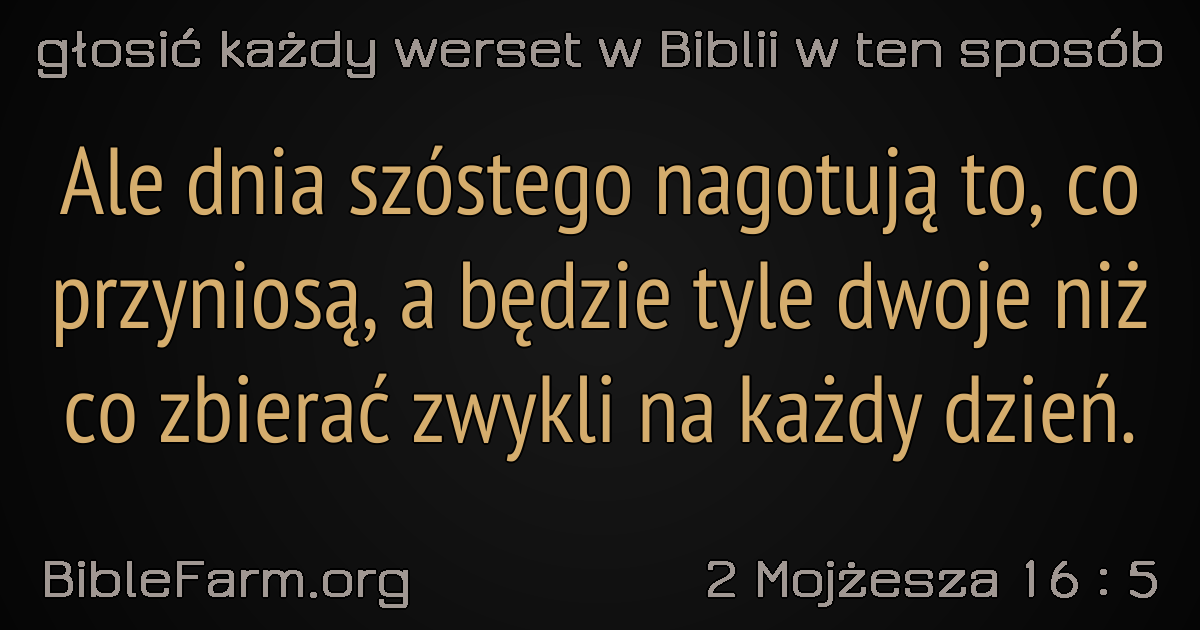 głosić każdy werset w Biblii w ten sposób
Ale dnia szóstego nagotują to, co
przyniosą, a będzie tyle dwoje niż
co zbierać zwykli na każdy dzień.
BibleFarm.org
2 Mojżesza 16 : 5